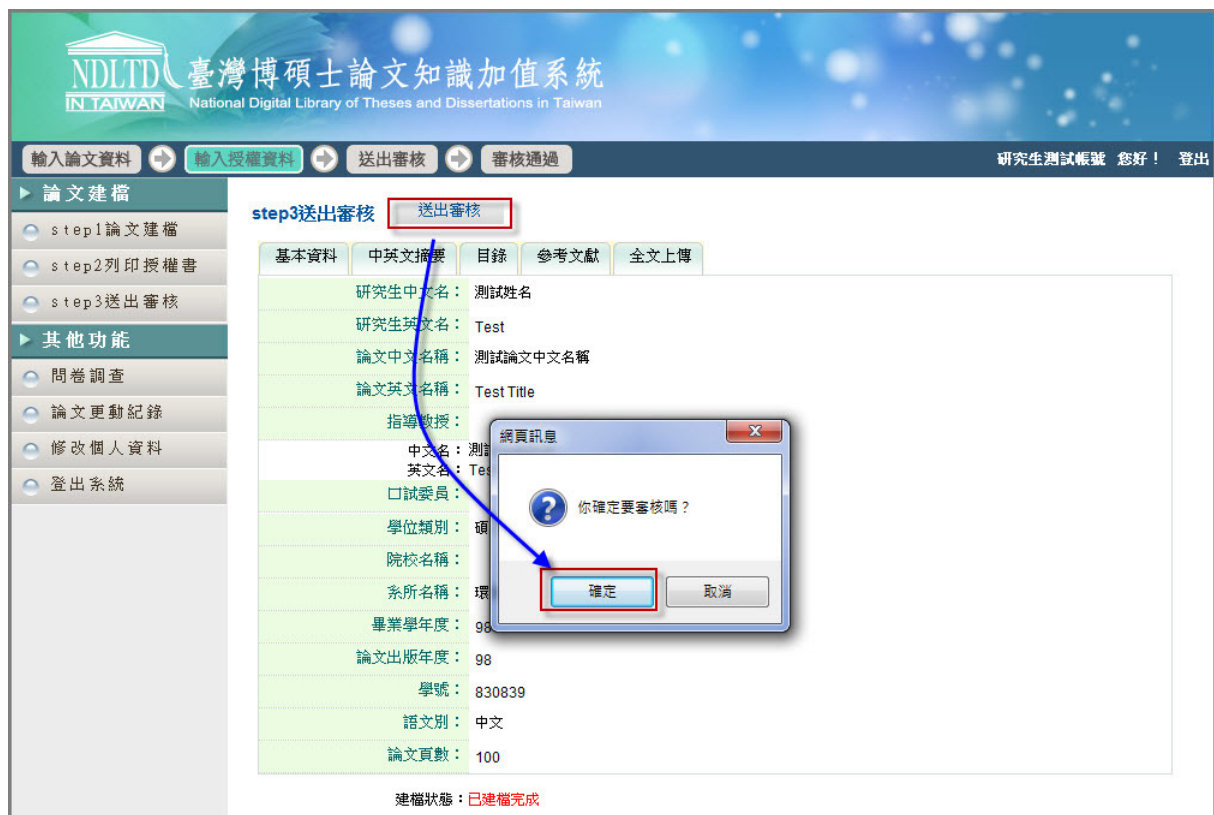 NDLTD
IN TAIWAN
臺灣博碩士論文知識加值系統
National Digital Library of Theses and Dissertations in Taiwan
輸入論文資料 輸入授權資料 送出審核 審核通過 研究生測試帳號 您好！ 登出
論文建檔
step1論文建檔
step2列印授權書
step3送出審核
其他功能
問卷調查
論文更動紀錄
修改個人資料
登出系統
step3送出審核 送出審核
基本資料 中英文摘要 目錄 參考文獻 全文上傳
研究生中文名： 測試姓名
研究生英文名： Test
論文中文名稱： 測試論文中文名稱
論文英文名稱： Test Title
指導教授：
中文名：測
英文名：Tes
口試委員：
學位類別： 碩
院校名稱：
系所名稱： 環
畢業學年度： 98
論文出版年度： 98
學號： 830839
語文別： 中文
論文頁數： 100
建檔狀態：已建檔完成
網頁訊息
你確定要審核嗎？
確定 取消